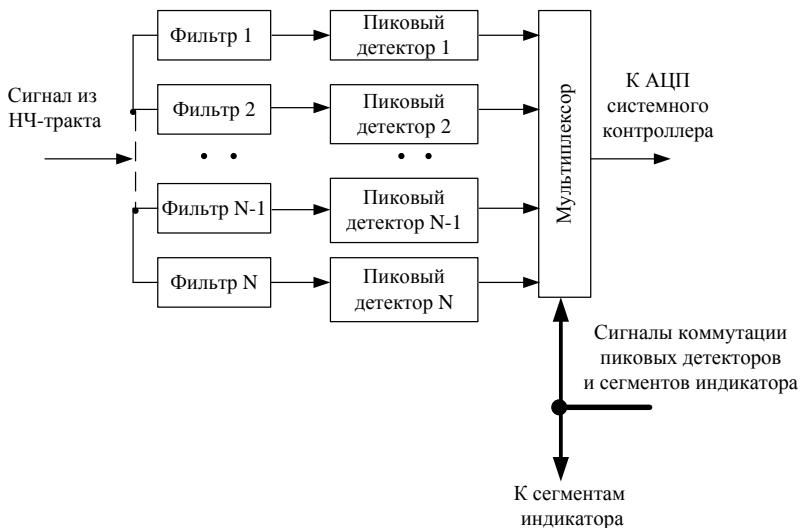 Сигнал из
НЧ-тракта
Фильтр 1
Пиковый
детектор 1
Фильтр 2
Пиковый
детектор 2
Фильтр N-1
Пиковый
детектор N-1
Фильтр N
Пиковый
детектор N
Мультиплексор
К АЦП
системного
контроллера
Сигналы коммутации
пиковых детекторов
и сегментов индикатора
К сегментам
индикатора